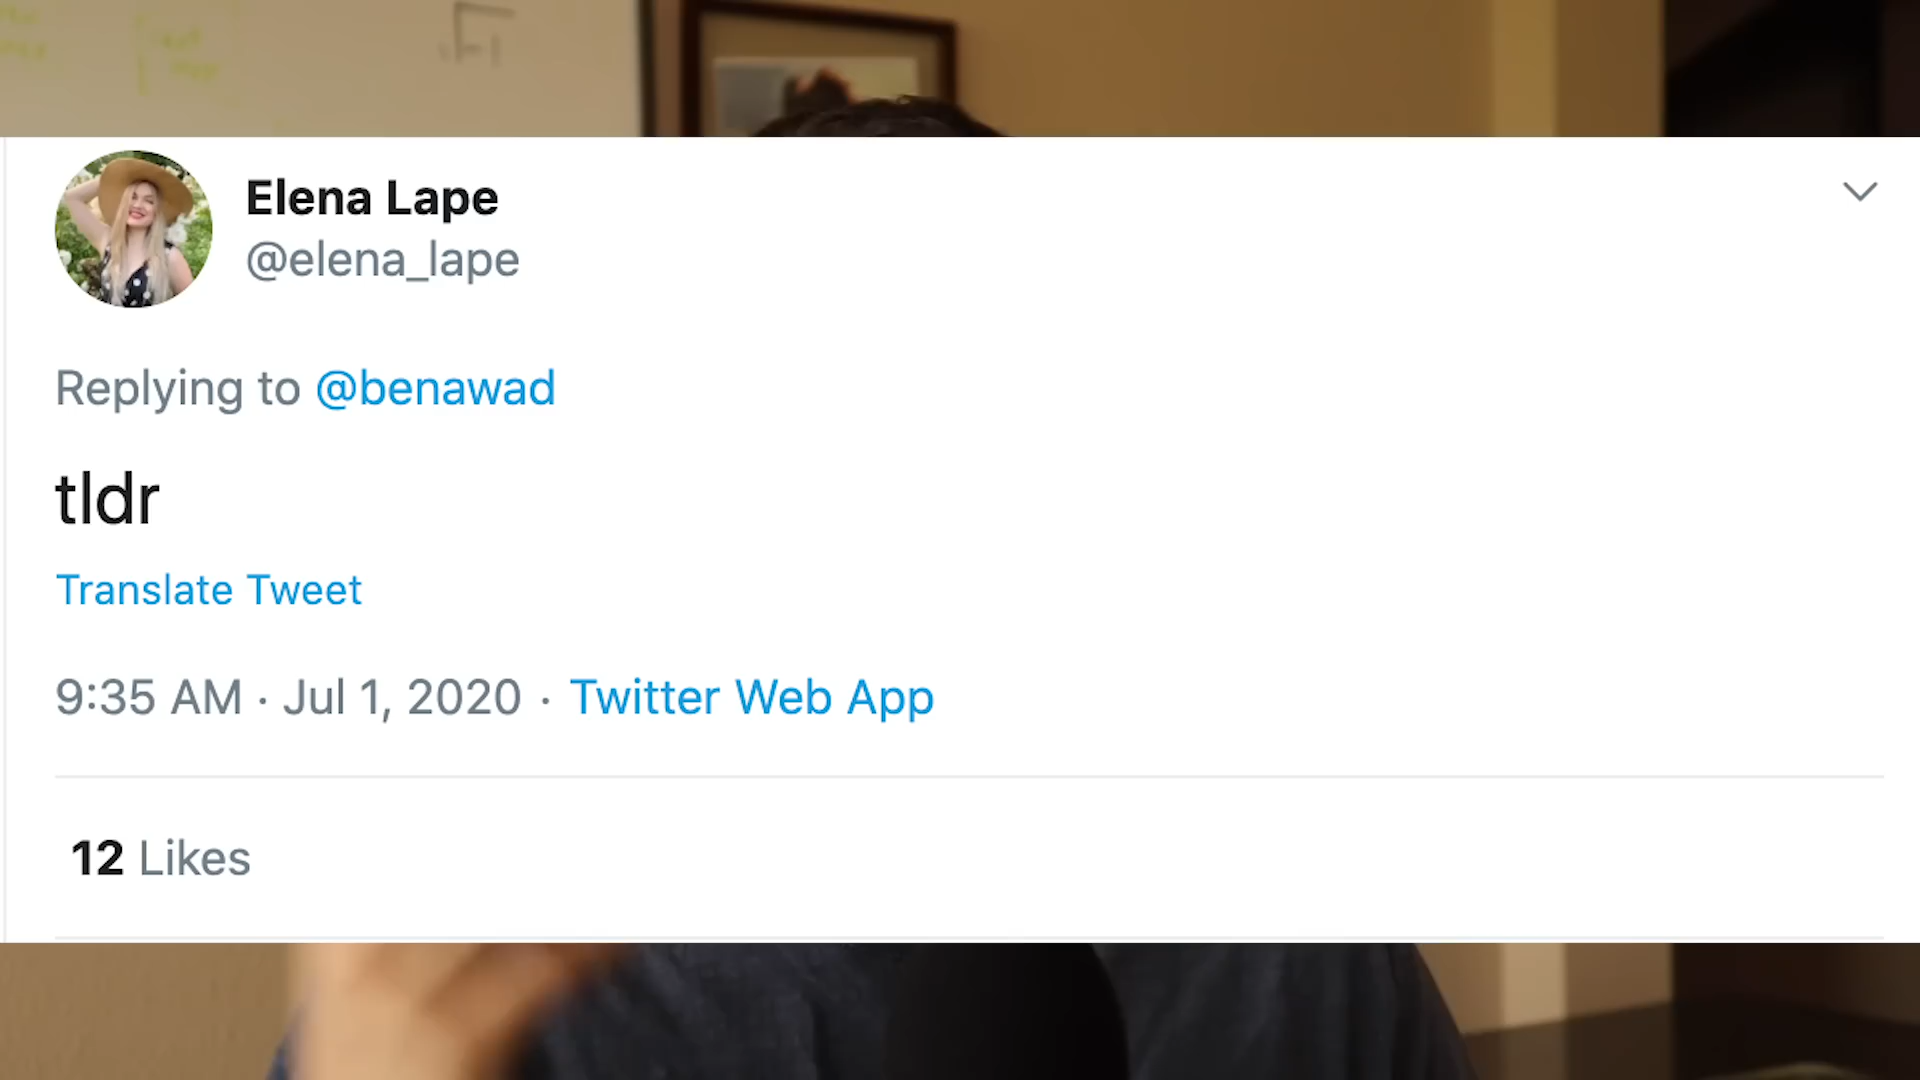 Elena Lape
@elena_lape
Replying to @benawad
tldr
Translate Tweet
9:35 AM · Jul 1, 2020 · Twitter Web App
12 Likes